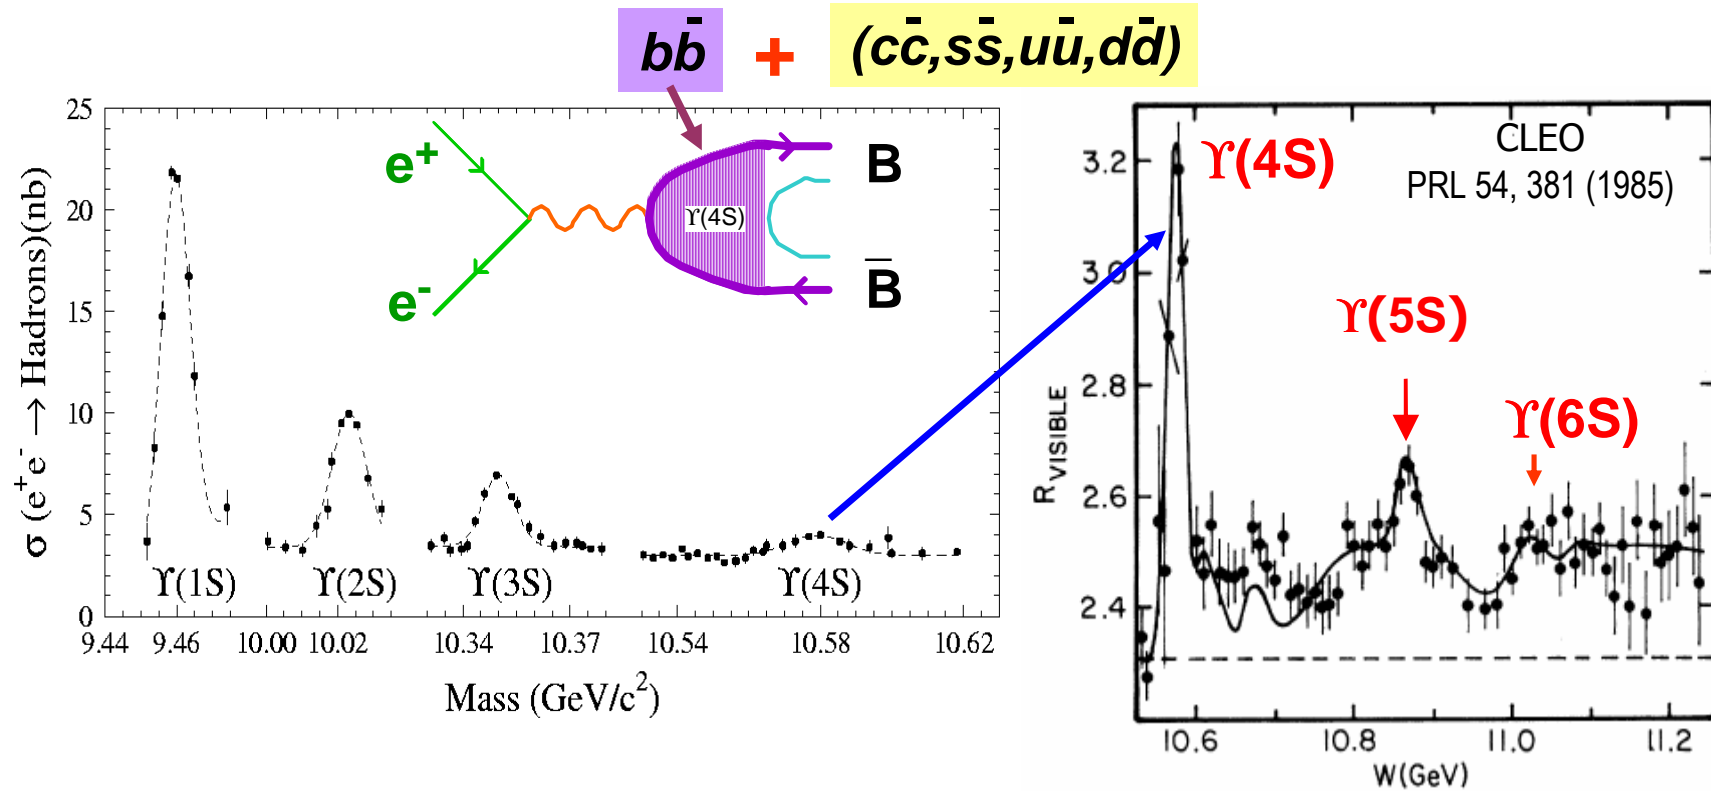 bb̄ + (cc̄,ss̄,uū,dd̄)
25
20
15
10
5
0
σ (e⁺e⁻ → Hadrons)(nb)
e⁺
e⁻
ϒ(4S)
B
B̄
ϒ(1S)
ϒ(2S)
ϒ(3S)
ϒ(4S)
9.44 9.46 10.00 10.02 10.34 10.37 10.54 10.58 10.62
Mass (GeV/c²)
CLEO
PRL 54, 381 (1985)
ϒ(4S)
ϒ(5S)
ϒ(6S)
3.2
3.0
2.8
2.6
2.4
R VISIBLE
10.6 10.8 11.0 11.2
W(GeV)